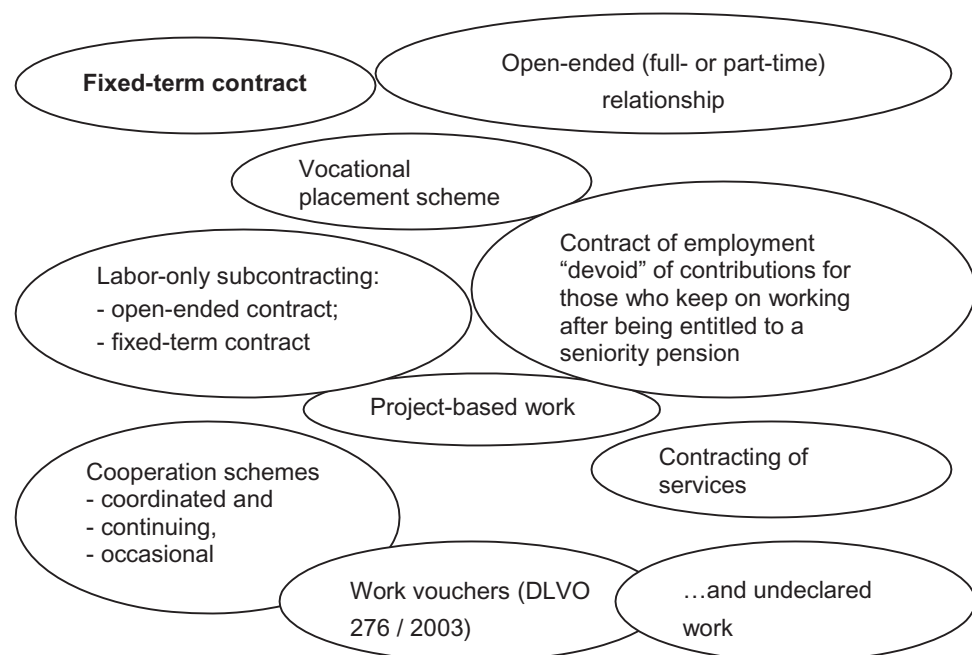 Fixed-term contract
Open-ended (full- or part-time)
relationship
Vocational
placement scheme
Labor-only subcontracting:
- open-ended contract;
- fixed-term contract
Contract of employment
“devoid” of contributions for
those who keep on working
after being entitled to a
seniority pension
Project-based work
Cooperation schemes
- coordinated and
- continuing,
- occasional
Contracting of
services
Work vouchers (DLVO
276 / 2003)
…and undeclared
work